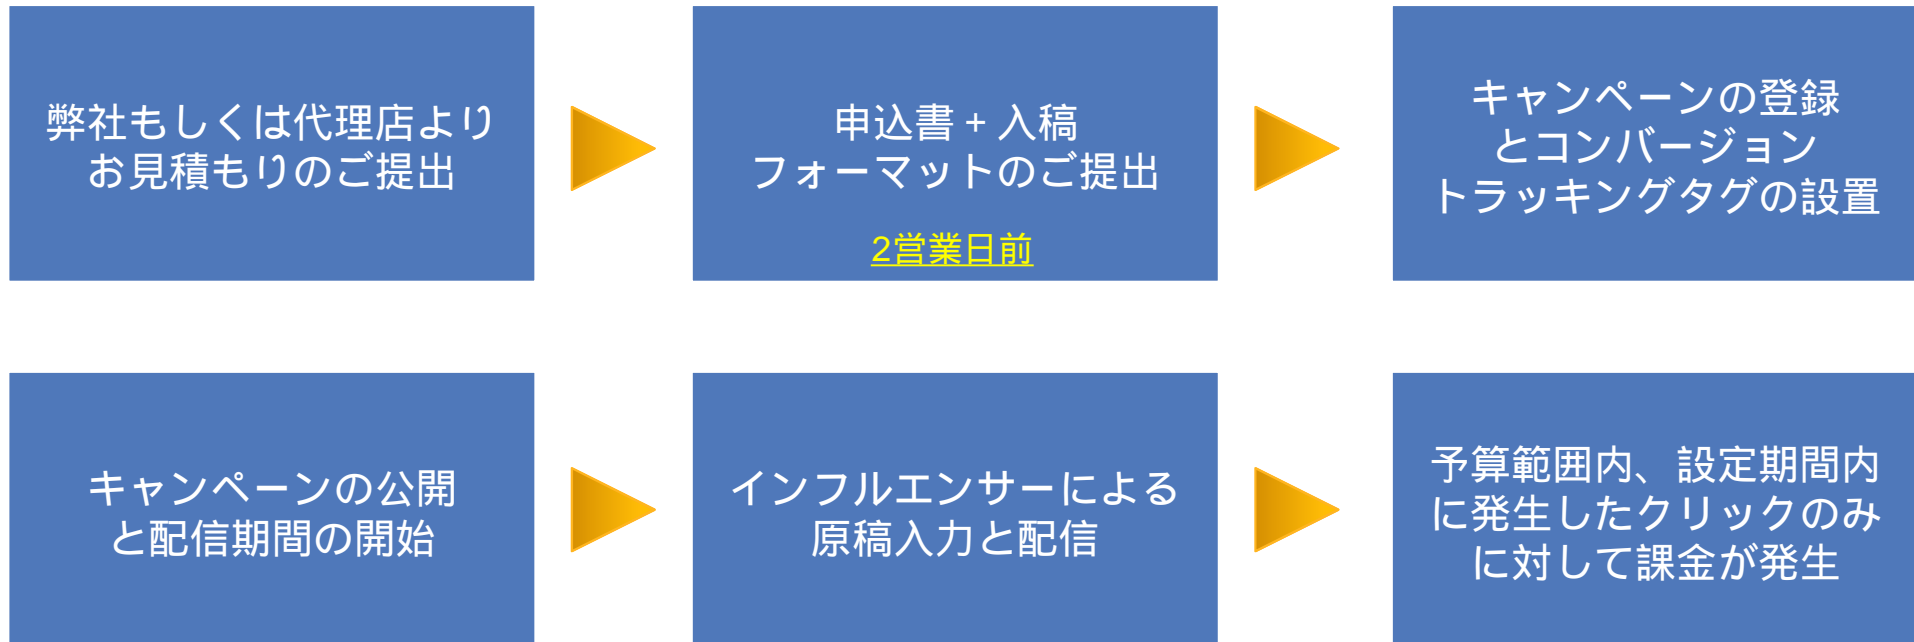 弊社もしくは代理店より
お見積もりのご提出
申込書 + 入稿
フォーマットのご提出
2営業日前
キャンペーンの登録
とコンバージョン
トラッキングタグの設置
キャンペーンの公開
と配信期間の開始
インフルエンサーによる
原稿入力と配信
予算範囲内、設定期間内
に発生したクリックのみ
に対して課金が発生